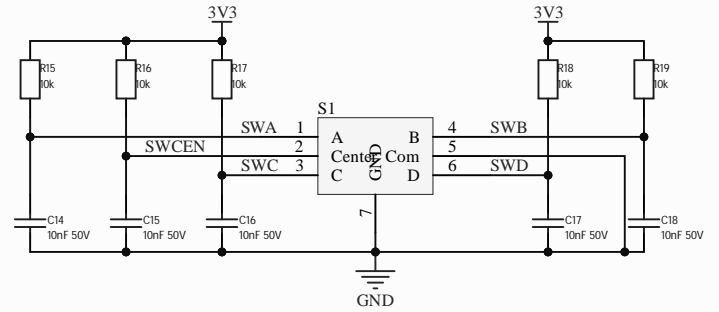 3V3
3V3
R15
10k
R16
10k
R17
10k
R18
10k
R19
10k
S1
SWA
1
A
B
4
SWB
SWCEN
2
Center
Com
5
SWC
3
C
D
6
SWD
GND
7
C14
10nF 50V
C15
10nF 50V
C16
10nF 50V
C17
10nF 50V
C18
10nF 50V
GND